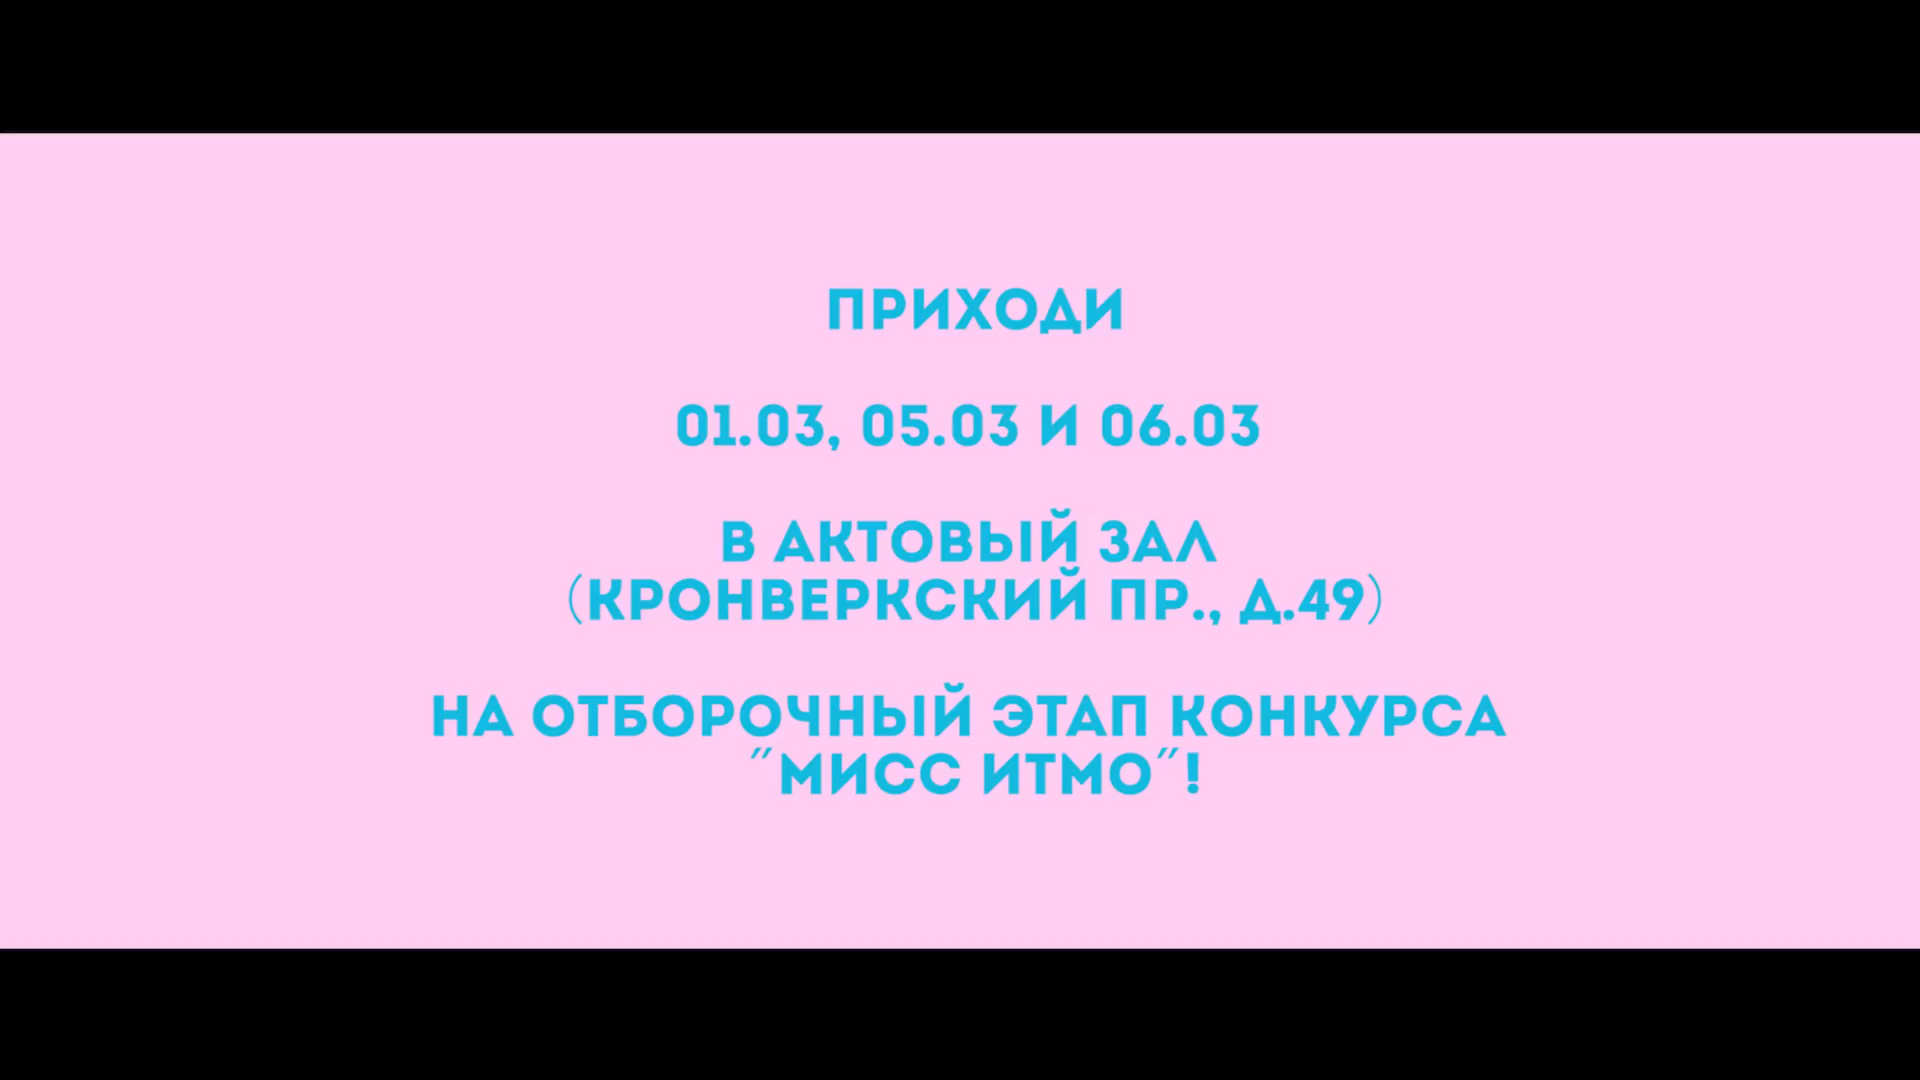 ПРИХОДИ
01.03, 05.03 И 06.03
В АКТОВЫЙ ЗАЛ
(КРОНВЕРКСКИЙ ПР., Д.49)
НА ОТБОРОЧНЫЙ ЭТАП КОНКУРСА
"МИСС ИТМО"!